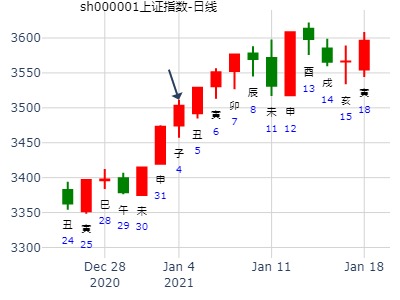 sh000001上证指数-日线
3600
3550
3500
3450
3400
3350
3300
丑
24
寅
25
巳
28
午
29
未
30
申
31
子
4
丑
5
寅
6
卯
7
辰
8
未
11
申
12
酉
13
戌
14
亥
15
寅
18
Dec 28
2020
Jan 4
2021
Jan 11
Jan 18